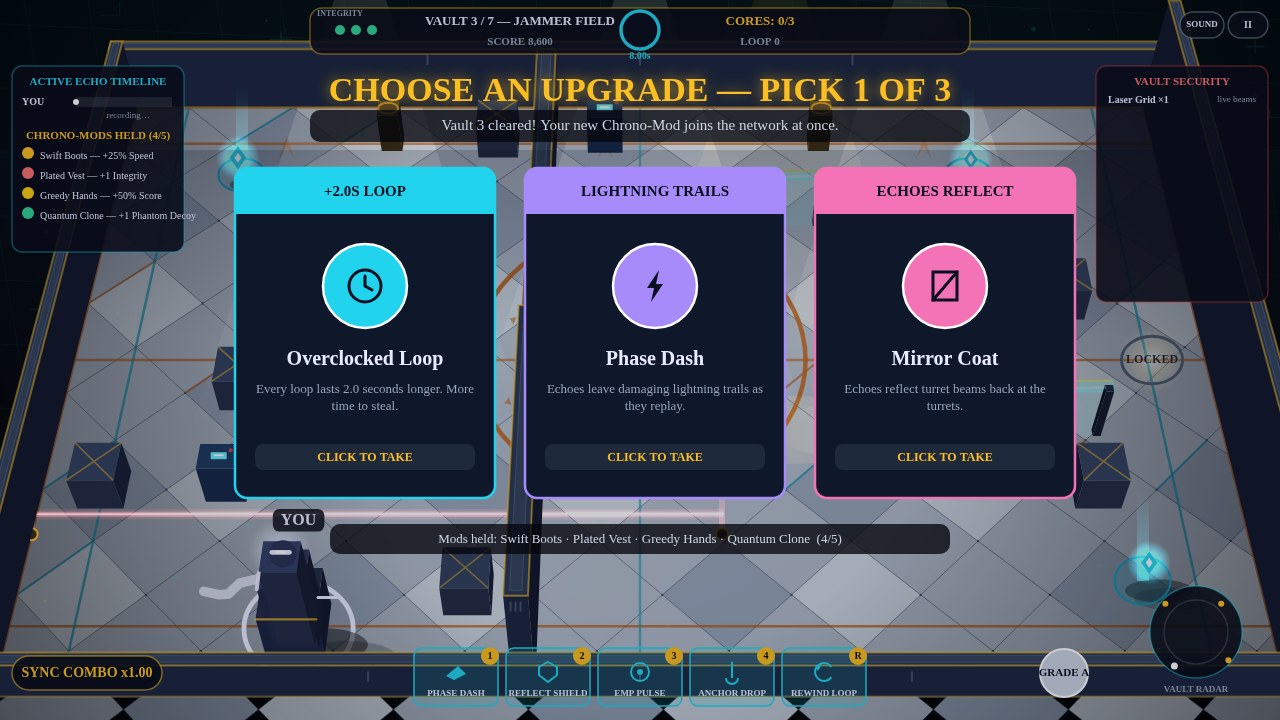 INTEGRITY
VAULT 3 / 7 — JAMMER FIELD
SCORE 8,600
8.00s
CORES: 0/3
LOOP 0
SOUND
II
ACTIVE ECHO TIMELINE
YOU
recording…
CHRONO-MODS HELD (4/5)
Swift Boots — +25% Speed
Plated Vest — +1 Integrity
Greedy Hands — +50% Score
Quantum Clone — +1 Phantom Decoy
VAULT SECURITY
Laser Grid ×1 live beams
CHOOSE AN UPGRADE — PICK 1 OF 3
Vault 3 cleared! Your new Chrono-Mod joins the network at once.
+2.0S LOOP
Overclocked Loop
Every loop lasts 2.0 seconds longer. More
time to steal.
CLICK TO TAKE
LIGHTNING TRAILS
Phase Dash
Echoes leave damaging lightning trails as
they replay.
CLICK TO TAKE
ECHOES REFLECT
Mirror Coat
Echoes reflect turret beams back at the
turrets.
CLICK TO TAKE
LOCKED
YOU
Mods held: Swift Boots · Plated Vest · Greedy Hands · Quantum Clone (4/5)
SYNC COMBO x1.00
1
PHASE DASH
2
REFLECT SHIELD
3
EMP PULSE
4
ANCHOR DROP
R
REWIND LOOP
GRADE A
VAULT RADAR